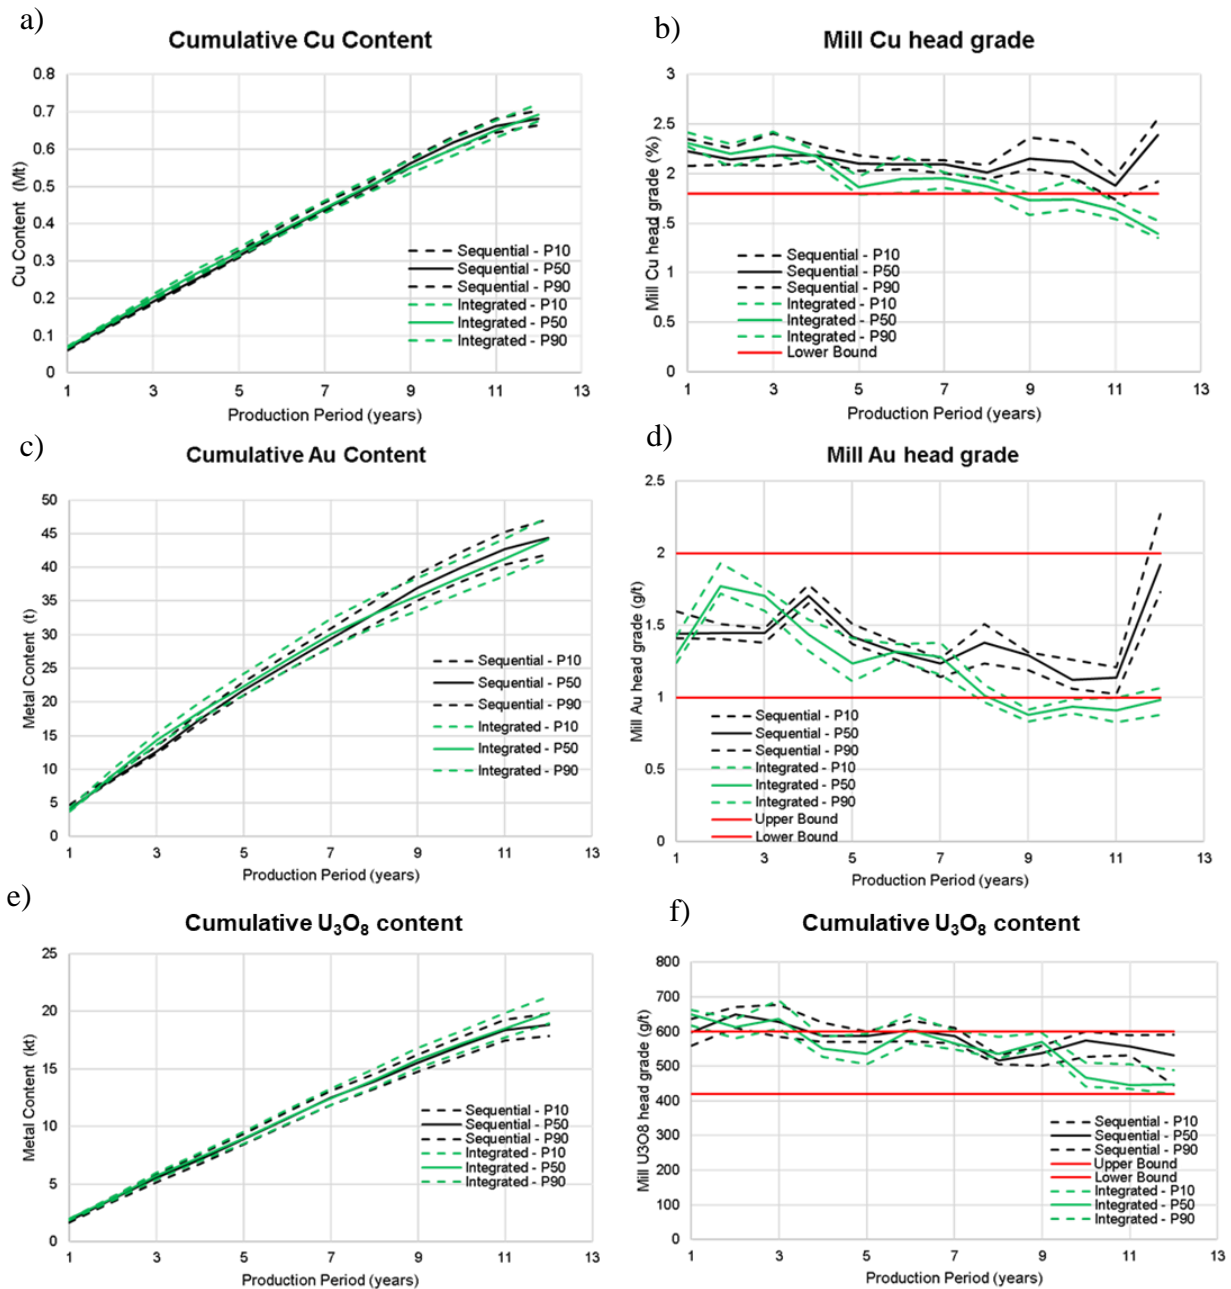 a)
Cumulative Cu Content
Cu Content (Mt)
0.8
0.7
0.6
0.5
0.4
0.3
0.2
0.1
0
Sequential - P10
Sequential - P50
Sequential - P90
Integrated - P10
Integrated - P50
Integrated - P90
1 3 5 7 9 11 13
Production Period (years)
b)
Mill Cu head grade
Mill Cu head grade (%)
3
2.5
2
1.5
1
0.5
0
Sequential - P10
Sequential - P50
Sequential - P90
Integrated - P10
Integrated - P50
Integrated - P90
Lower Bound
1 3 5 7 9 11 13
Production Period (years)
c)
Cumulative Au Content
Metal Content (t)
50
45
40
35
30
25
20
15
10
5
0
Sequential - P10
Sequential - P50
Sequential - P90
Integrated - P10
Integrated - P50
Integrated - P90
1 3 5 7 9 11 13
Production Period (years)
d)
Mill Au head grade
Mill Au head grade (g/t)
2.5
2
1.5
1
0.5
0
Sequential - P10
Sequential - P50
Sequential - P90
Integrated - P10
Integrated - P50
Integrated - P90
Upper Bound
Lower Bound
1 3 5 7 9 11 13
Production Period (years)
e)
Cumulative U₃O₈ content
Metal Content (kt)
25
20
15
10
5
0
Sequential - P10
Sequential - P50
Sequential - P90
Integrated - P10
Integrated - P50
Integrated - P90
1 3 5 7 9 11 13
Production Period (years)
f)
Cumulative U₃O₈ content
Mill U3O8 head grade (g/t)
800
700
600
500
400
300
200
100
0
Sequential - P10
Sequential - P50
Sequential - P90
Upper Bound
Lower Bound
Integrated - P10
Integrated - P50
Integrated - P90
1 3 5 7 9 11 13
Production Period (years)